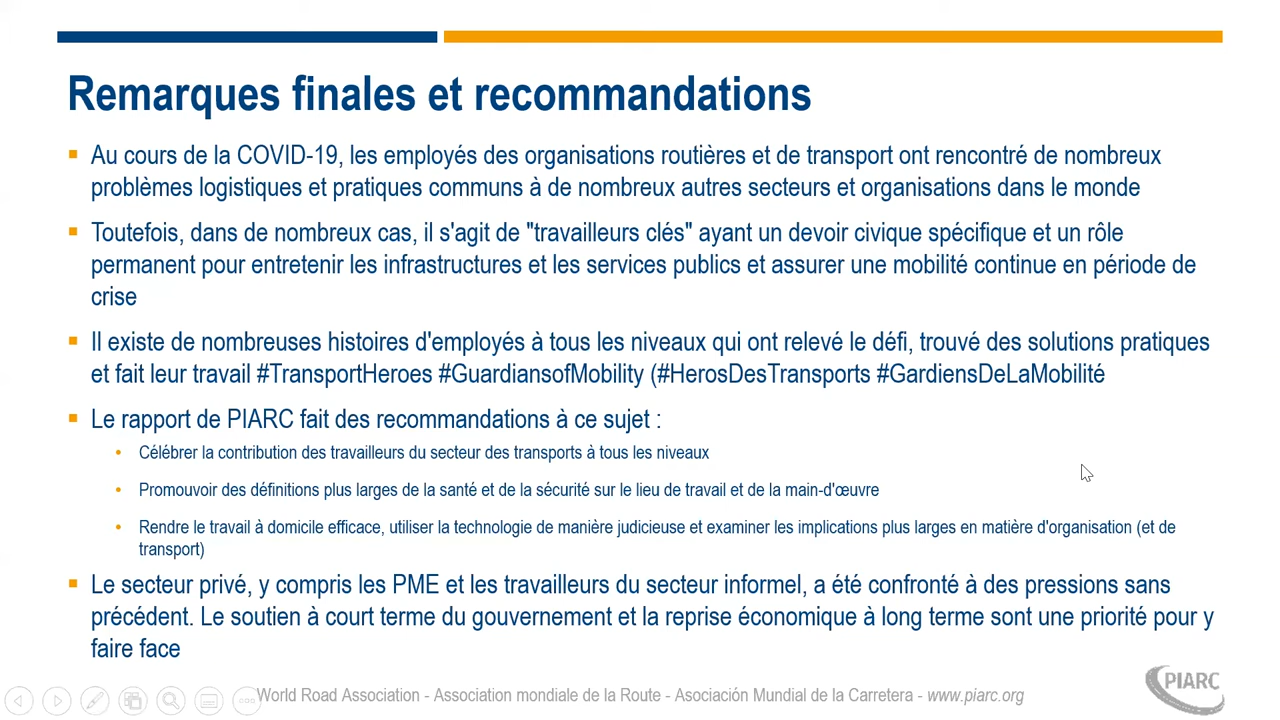 Remarques finales et recommandations
Au cours de la COVID-19, les employés des organisations routières et de transport ont rencontré de nombreux
problèmes logistiques et pratiques communs à de nombreux autres secteurs et organisations dans le monde
Toutefois, dans de nombreux cas, il s'agit de "travailleurs clés" ayant un devoir civique spécifique et un rôle
permanent pour entretenir les infrastructures et les services publics et assurer une mobilité continue en période de
crise
Il existe de nombreuses histoires d'employés à tous les niveaux qui ont relevé le défi, trouvé des solutions pratiques
et fait leur travail #TransportHeroes #GuardiansofMobility (#HerosDesTransports #GardiensDeLaMobilité
Le rapport de PIARC fait des recommandations à ce sujet :
Célébrer la contribution des travailleurs du secteur des transports à tous les niveaux
Promouvoir des définitions plus larges de la santé et de la sécurité sur le lieu de travail et de la main-d'œuvre
Rendre le travail à domicile efficace, utiliser la technologie de manière judicieuse et examiner les implications plus larges en matière d'organisation (et de
transport)
Le secteur privé, y compris les PME et les travailleurs du secteur informel, a été confronté à des pressions sans
précédent. Le soutien à court terme du gouvernement et la reprise économique à long terme sont une priorité pour y
faire face
World Road Association - Association mondiale de la Route - Asociación Mundial de la Carretera - www.piarc.org
PIARC